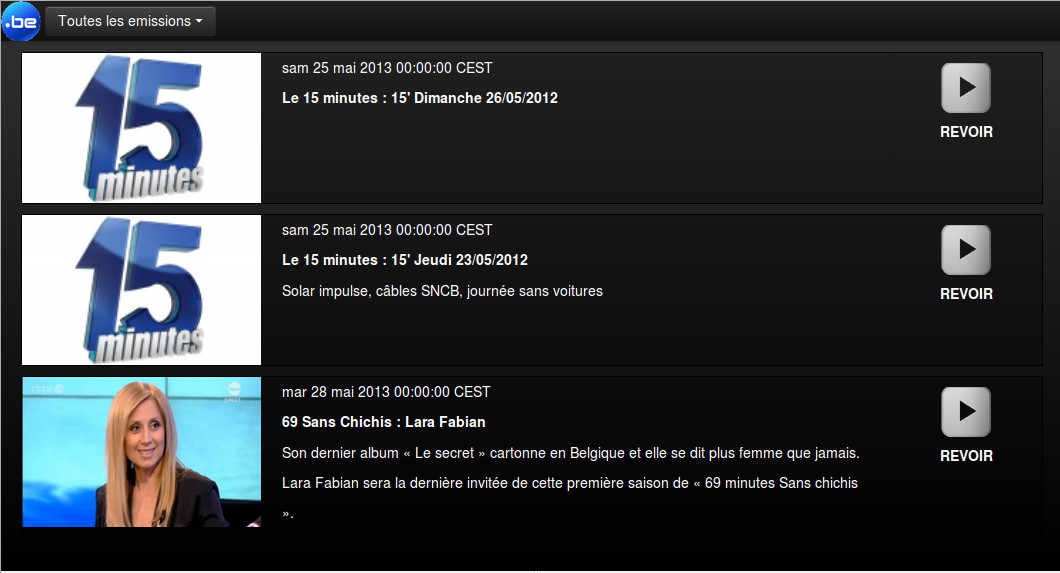 .be
Toutes les emissions
15
minutes
sam 25 mai 2013 00:00:00 CEST
Le 15 minutes : 15' Dimanche 26/05/2012
REVOIR
15
minutes
sam 25 mai 2013 00:00:00 CEST
Le 15 minutes : 15' Jeudi 23/05/2012
Solar impulse, câbles SNCB, journée sans voitures
REVOIR
mar 28 mai 2013 00:00:00 CEST
69 Sans Chichis : Lara Fabian
Son dernier album « Le secret » cartonne en Belgique et elle se dit plus femme que jamais.
Lara Fabian sera la dernière invitée de cette première saison de « 69 minutes Sans chichis
».
REVOIR